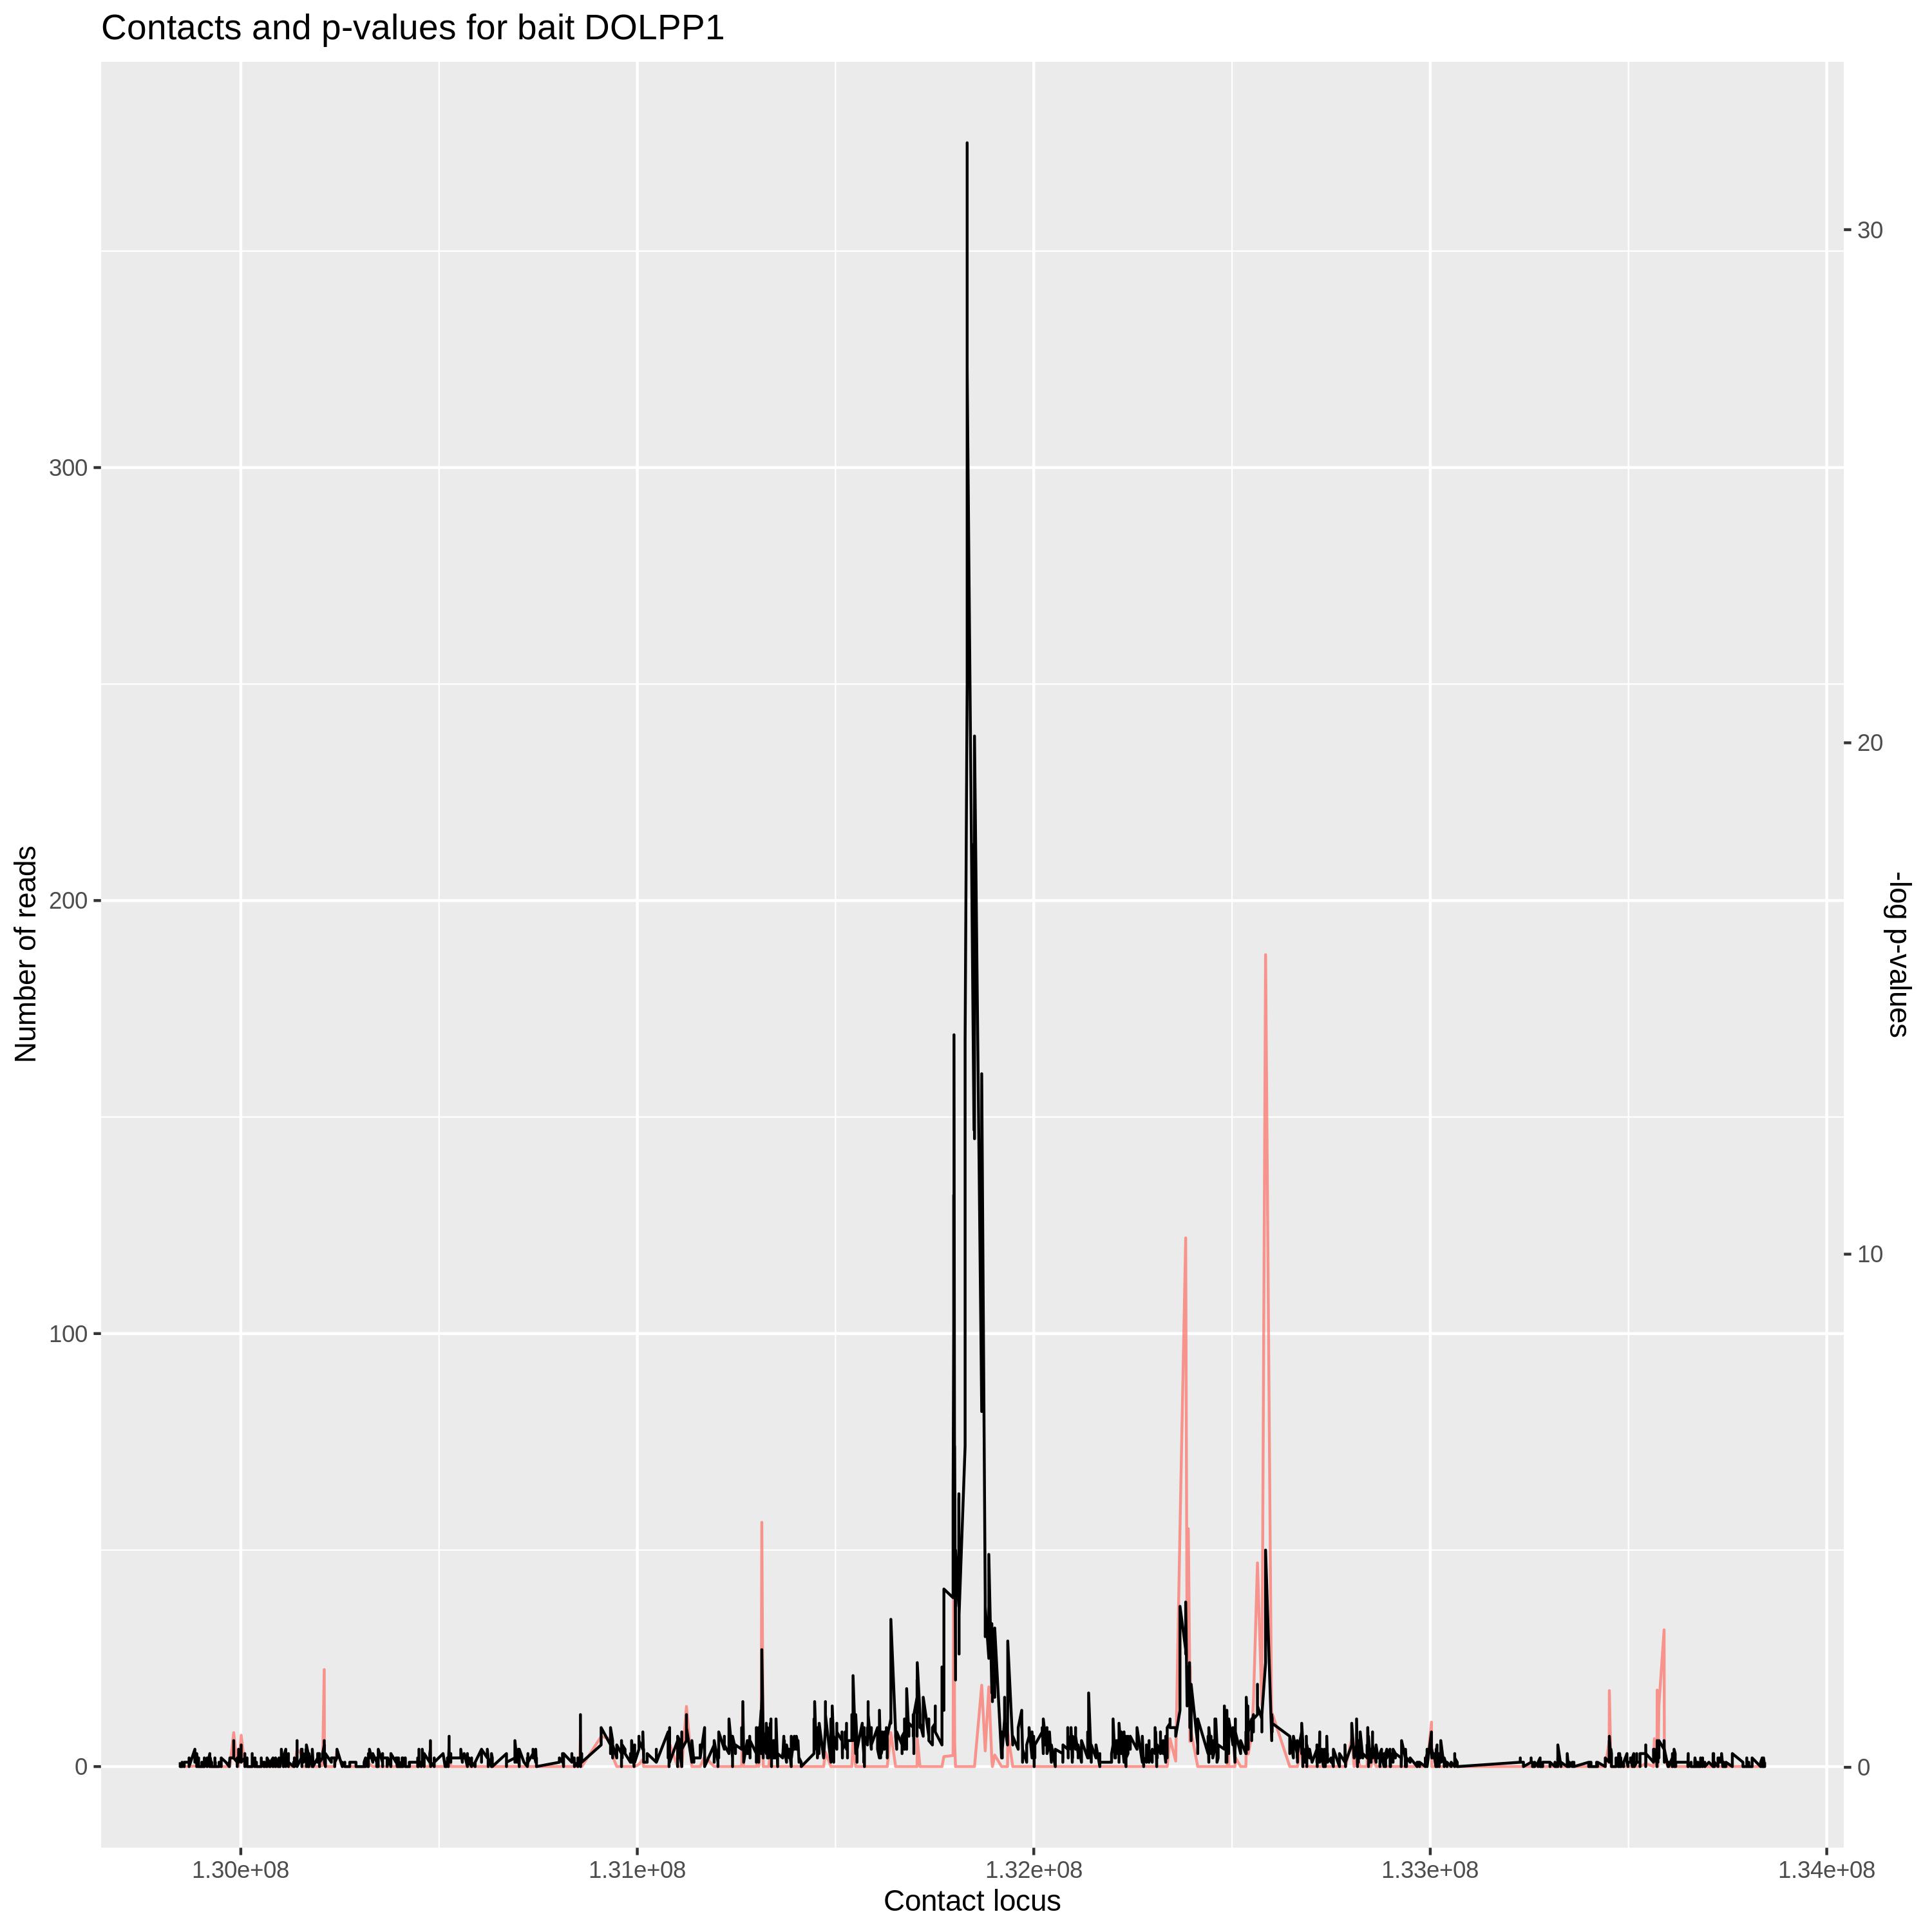 Contacts and p-values for bait DOLPP1
Number of reads
300
200
100
0
30
20
10
0
-log p-values
1.30e+08
1.31e+08
1.32e+08
1.33e+08
1.34e+08
Contact locus